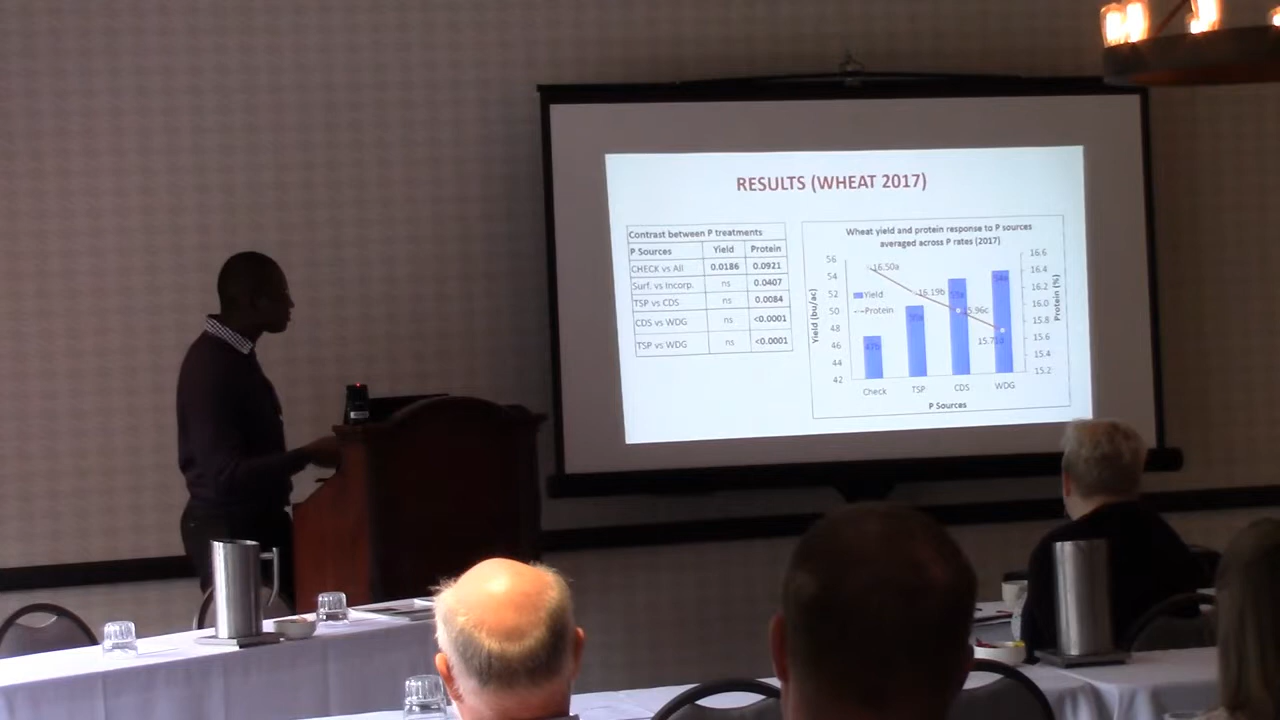 RESULTS (WHEAT 2017)
Contrast between P treatments
P Sources Yield Protein
CHECK vs All 0.0186 0.0921
Surf. vs Incorp. ns 0.0407
TSP vs CDS ns 0.0084
CDS vs WDG ns <0.0001
TSP vs WDG ns <0.0001
Wheat yield and protein response to P sources
averaged across P rates (2017)
Yield (bu/ac)
56
54
52
50
48
46
44
42
Yield
Protein
16.50a
16.19b
15.96c
47b
Check
TSP
CDS
WDG
P Sources
16.6
16.4
16.2
16.0
15.8
15.6
15.4
15.2
Protein (%)